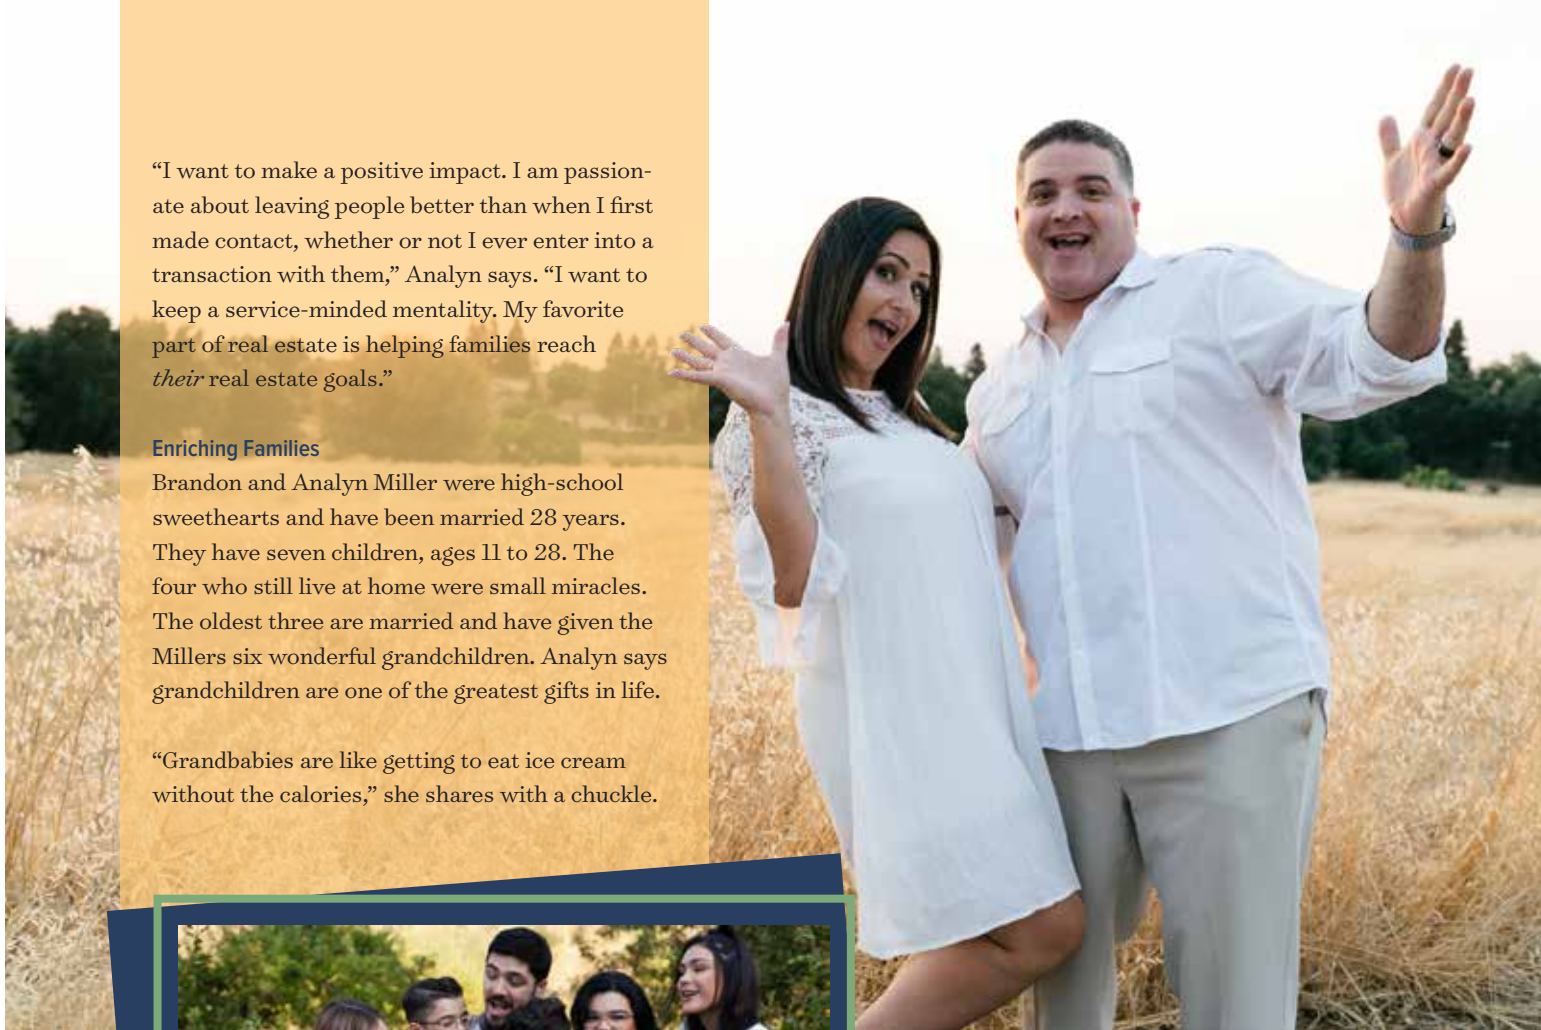 “I want to make a positive impact. I am passion-
ate about leaving people better than when I first
made contact, whether or not I ever enter into a
transaction with them,” Analyn says. “I want to
keep a service-minded mentality. My favorite
part of real estate is helping families reach
their real estate goals.”
Enriching Families
Brandon and Analyn Miller were high-school
sweethearts and have been married 28 years.
They have seven children, ages 11 to 28. The
four who still live at home were small miracles.
The oldest three are married and have given the
Millers six wonderful grandchildren. Analyn says
grandchildren are one of the greatest gifts in life.
“Grandbabies are like getting to eat ice cream
without the calories,” she shares with a chuckle.